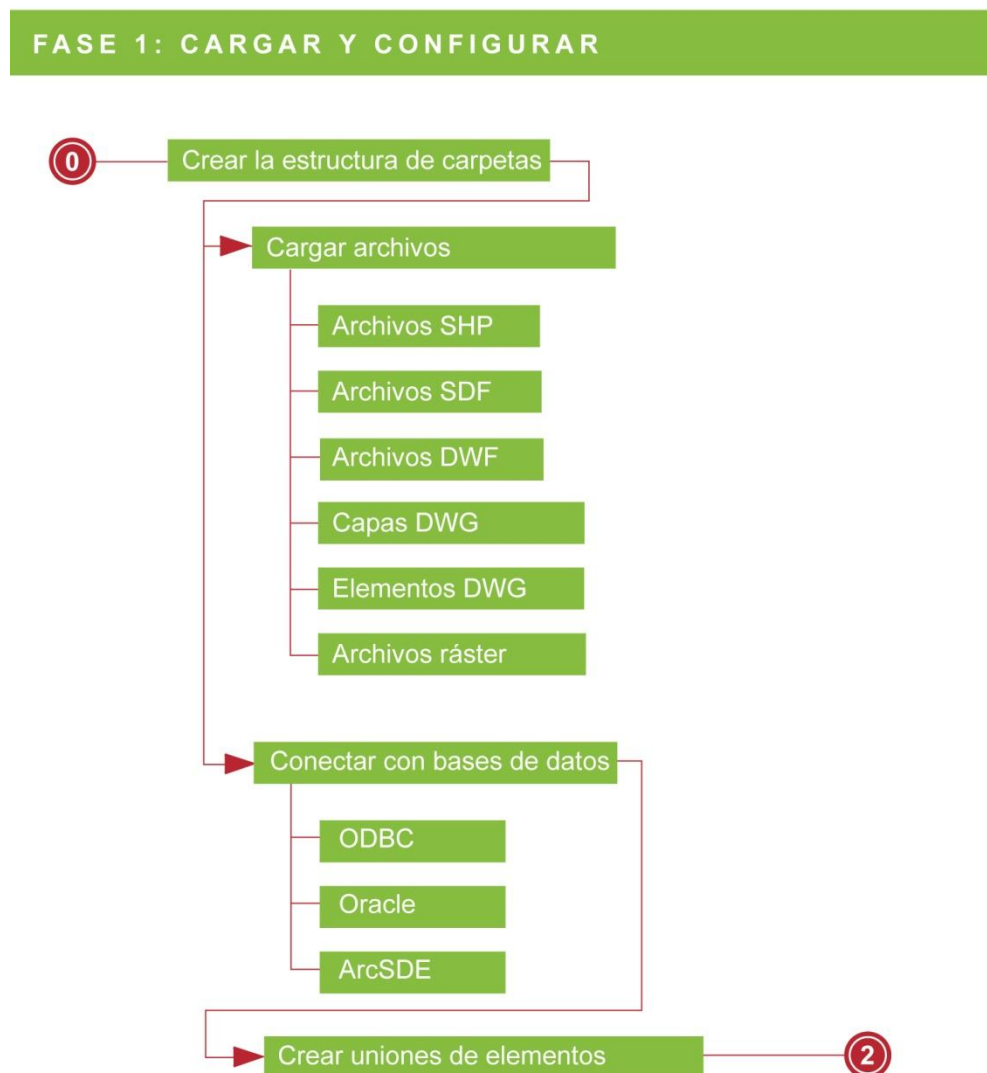 FASE 1: CARGAR Y CONFIGURAR
0
Crear la estructura de carpetas
Cargar archivos
Archivos SHP
Archivos SDF
Archivos DWF
Capas DWG
Elementos DWG
Archivos ráster
Conectar con bases de datos
ODBC
Oracle
ArcSDE
Crear uniones de elementos
2